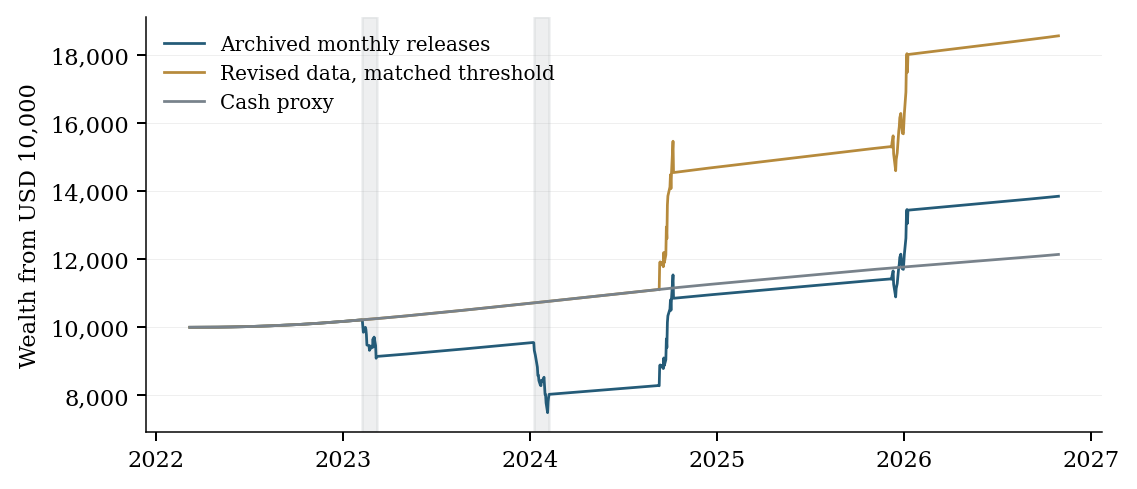 Archived monthly releases
Revised data, matched threshold
Cash proxy
Wealth from USD 10,000
18,000
16,000
14,000
12,000
10,000
8,000
2022 2023 2024 2025 2026 2027